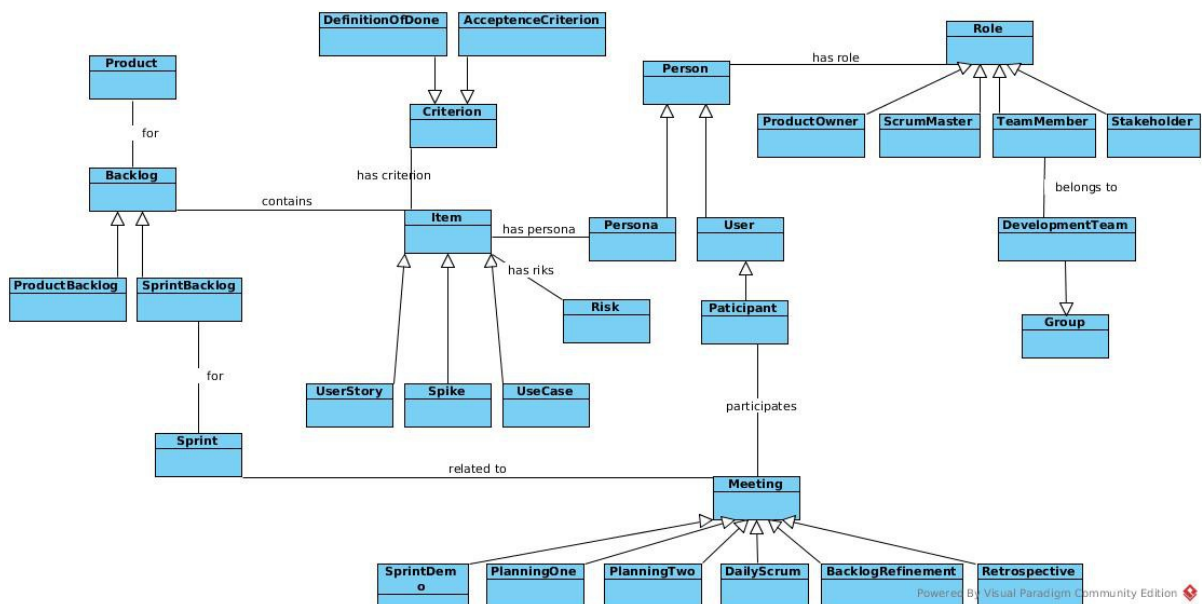 DefinitionOfDone
AcceptenceCriterion
Role
Product
Person
has role
Criterion
ProductOwner
ScrumMaster
TeamMember
Stakeholder
for
Backlog
has criterion
belongs to
contains
Item
has persona
Persona
User
DevelopmentTeam
has riks
ProductBacklog
SprintBacklog
Risk
Paticipant
Group
for
UserStory
Spike
UseCase
participates
Sprint
related to
Meeting
SprintDem
o
PlanningOne
PlanningTwo
DailyScrum
BacklogRefinement
Retrospective
Powered By Visual Paradigm Community Edition